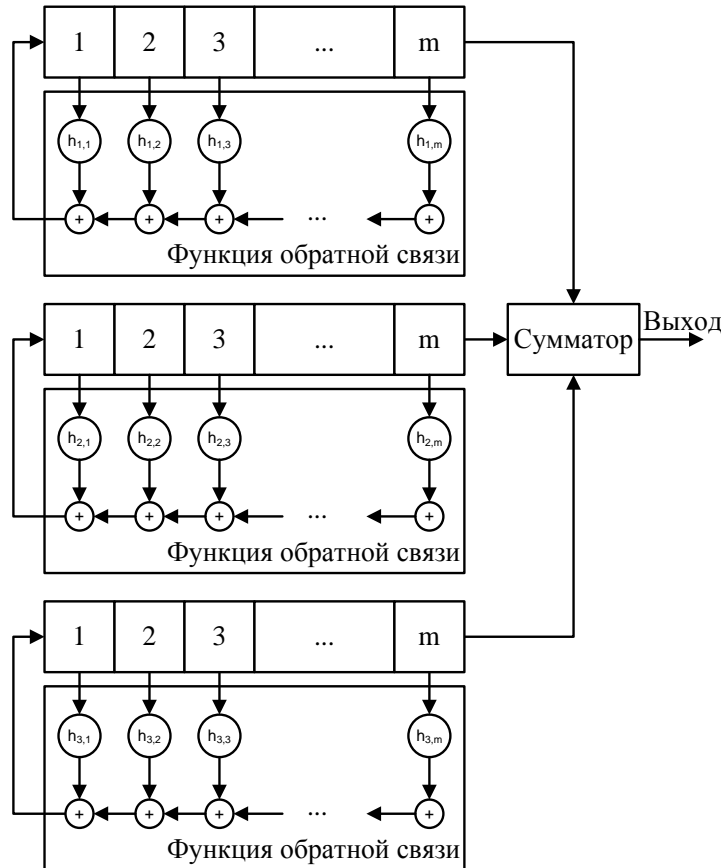 1 2 3 ... m
h1,1 h1,2 h1,3 h1,m
+ + + ... +
Функция обратной связи
1 2 3 ... m
Сумматор
Выход
h2,1 h2,2 h2,3 h2,m
+ + + ... +
Функция обратной связи
1 2 3 ... m
h3,1 h3,2 h3,3 h3,m
+ + + ... +
Функция обратной связи